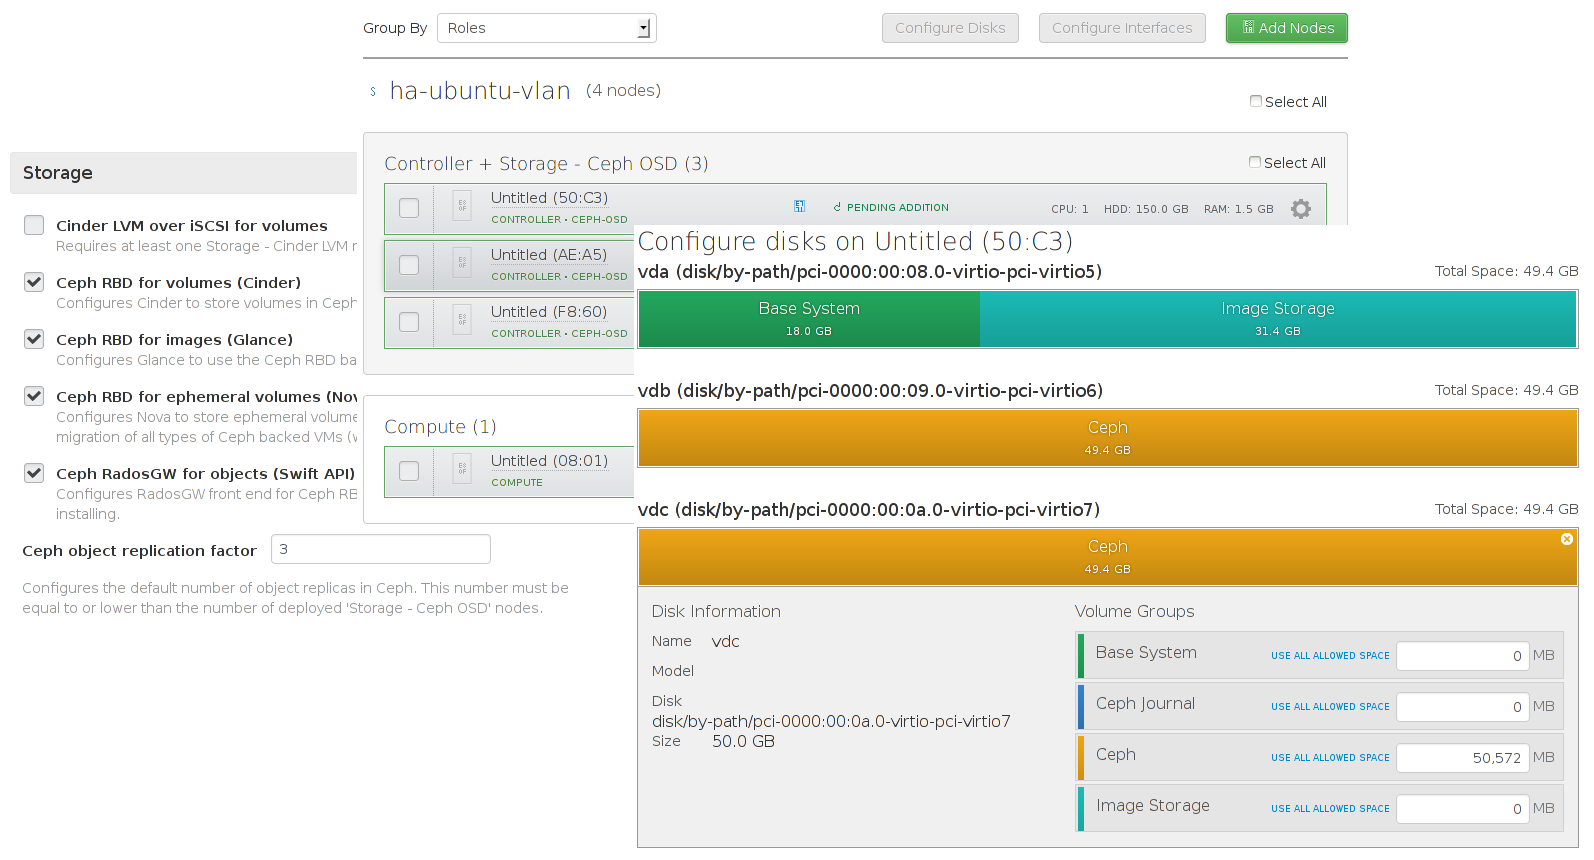 Group By Roles Configure Disks Configure Interfaces Add Nodes
ha-ubuntu-vlan (4 nodes)
Select All
Storage
Cinder LVM over iSCSI for volumes
Requires at least one Storage - Cinder LVM r
Ceph RBD for volumes (Cinder)
Configures Cinder to store volumes in Ceph
Ceph RBD for images (Glance)
Configures Glance to use the Ceph RBD ba
Ceph RBD for ephemeral volumes (Nov
Configures Nova to store ephemeral volume
migration of all types of Ceph backed VMs (v
Ceph RadosGW for objects (Swift API)
Configures RadosGW front end for Ceph RB
installing.
Ceph object replication factor 3
Configures the default number of object replicas in Ceph. This number must be
equal to or lower than the number of deployed 'Storage - Ceph OSD' nodes.
Controller + Storage - Ceph OSD (3)
Select All
Untitled (50:C3)
CONTROLLER • CEPH-OSD
PENDING ADDITION
CPU: 1 HDD: 150.0 GB RAM: 1.5 GB
Untitled (AE:A5)
CONTROLLER • CEPH-OSD
Untitled (F8:60)
CONTROLLER • CEPH-OSD
Compute (1)
Untitled (08:01)
COMPUTE
Configure disks on Untitled (50:C3)
vda (disk/by-path/pci-0000:00:08.0-virtio-pci-virtio5) Total Space: 49.4 GB
Base System Image Storage
18.0 GB 31.4 GB
vdb (disk/by-path/pci-0000:00:09.0-virtio-pci-virtio6) Total Space: 49.4 GB
Ceph
49.4 GB
vdc (disk/by-path/pci-0000:00:0a.0-virtio-pci-virtio7) Total Space: 49.4 GB
Ceph
49.4 GB
Disk Information
Name vdc
Model
Disk
disk/by-path/pci-0000:00:0a.0-virtio-pci-virtio7
Size 50.0 GB
Volume Groups
Base System USE ALL ALLOWED SPACE 0 MB
Ceph Journal USE ALL ALLOWED SPACE 0 MB
Ceph USE ALL ALLOWED SPACE 50,572 MB
Image Storage USE ALL ALLOWED SPACE 0 MB